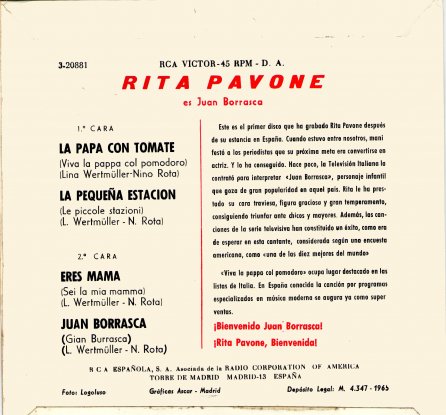 3-20881
RCA VICTOR-45 RPM - D. A.
RITA PAVONE
es Juan Borrasca
1.ª CARA
LA PAPA CON TOMATE
(Viva la pappa col pomodoro)
(Lina Wertmüller-Nino Rota)
LA PEQUEÑA ESTACION
(Le piccole stazioni)
(L. Wertmüller - N. Rota)
2.ª CARA
ERES MAMA
(Sei la mia mamma)
(L. Wertmüller - N. Rota)
JUAN BORRASCA
(Gian Burrasca)
(L. Wertmüller - N. Rota)
Este es el primer disco que ha grabado Rita Pavone después
de su estancia en España. Cuando estuvo entre nosotros, mani-
festó a los periodistas que su próxima meta era convertirse en
actriz. Y lo ha conseguido. Hace poco, la Televisión Italiana la
contrató para interpretar «Juan Borrasca», personaje infantil
que goza de gran popularidad en aquel país. Rita le ha pres-
tado su cara traviesa, figura graciosa y gran temperamento,
consiguiendo triunfar ante chicos y mayores. Además, las can-
ciones de la serie televisiva han constituido un éxito, como era
de esperar en esta cantante, considerada según una encuesta
americana, como «una de las diez mejores del mundo»
«Viva la pappa col pomodoro» ocupa lugar destacado en las
listas de Italia. En España conocida la canción por programas
especializados en música moderna se augura ya como super
ventas.
¡Bienvenido Juan Borrasca!
¡Rita Pavone, Bienvenida!
RCA ESPAÑOLA, S. A. Asociada de la RADIO CORPORATION OF AMERICA
TORRE DE MADRID MADRID-13 ESPAÑA
Foto: Logoluso
Gráficas Ascar - Madrid
Depósito Legal: M. 4.347 - 1965